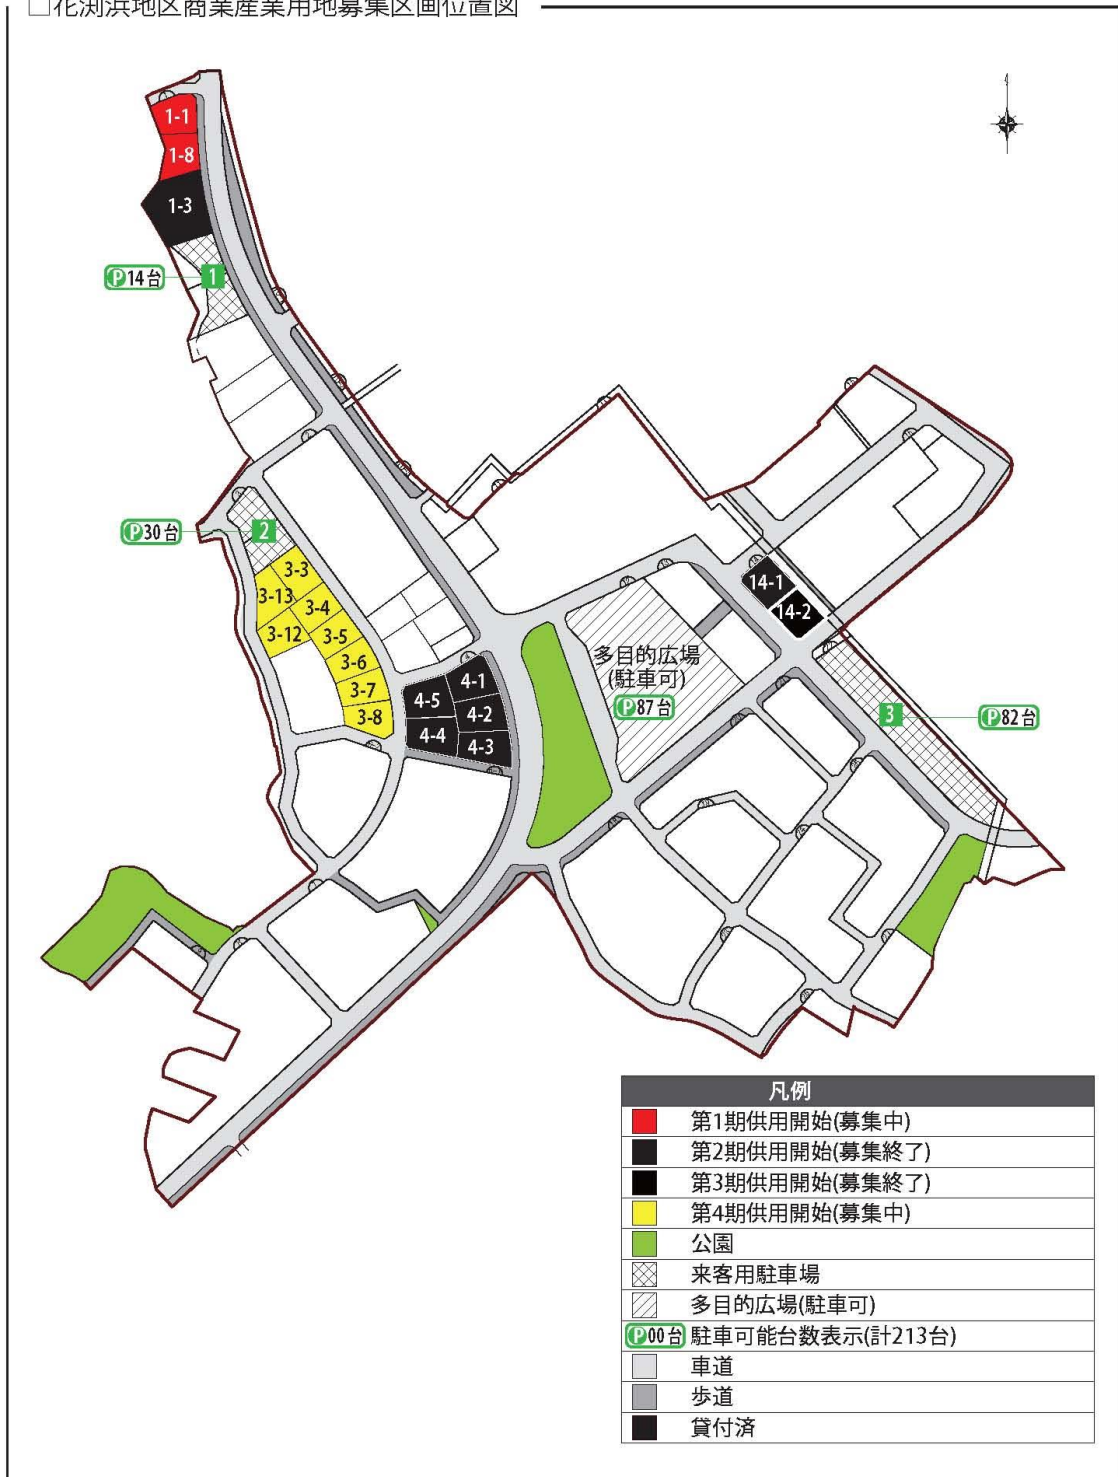 □花渕浜地区商業産業用地募集区画位置図
1-1
1-8
1-3
P14台
1
P30台
2
3-3
3-13
3-4
3-12
3-5
3-6
3-7
3-8
4-1
4-5
4-2
4-4
4-3
14-1
14-2
多目的広場
(駐車可)
P87台
3
P82台
凡例
第1期供用開始(募集中)
第2期供用開始(募集終了)
第3期供用開始(募集終了)
第4期供用開始(募集中)
公園
来客用駐車場
多目的広場(駐車可)
P00台 駐車可能台数表示(計213台)
車道
歩道
貸付済